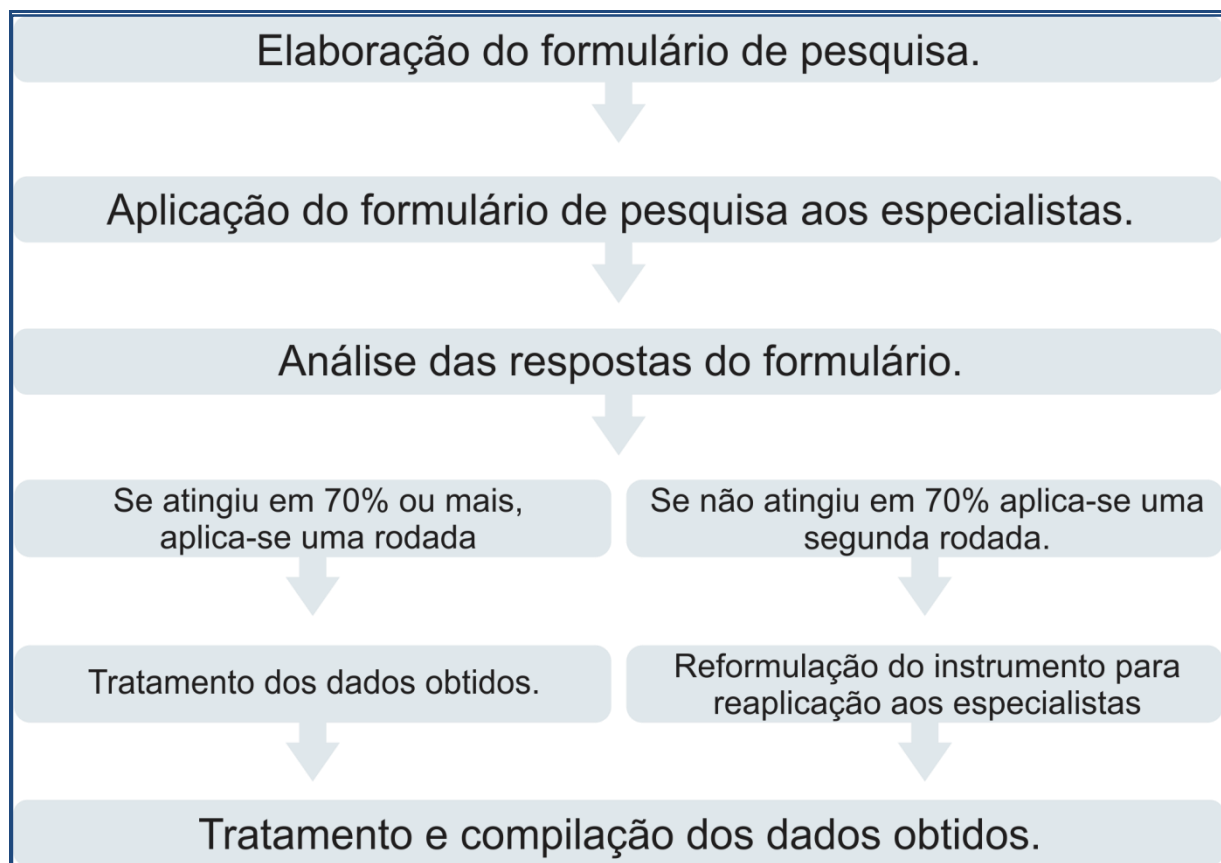 Elaboração do formulário de pesquisa.
Aplicação do formulário de pesquisa aos especialistas.
Análise das respostas do formulário.
Se atingiu em 70% ou mais,
aplica-se uma rodada
Se não atingiu em 70% aplica-se uma
segunda rodada.
Tratamento dos dados obtidos.
Reformulação do instrumento para
reaplicação aos especialistas
Tratamento e compilação dos dados obtidos.